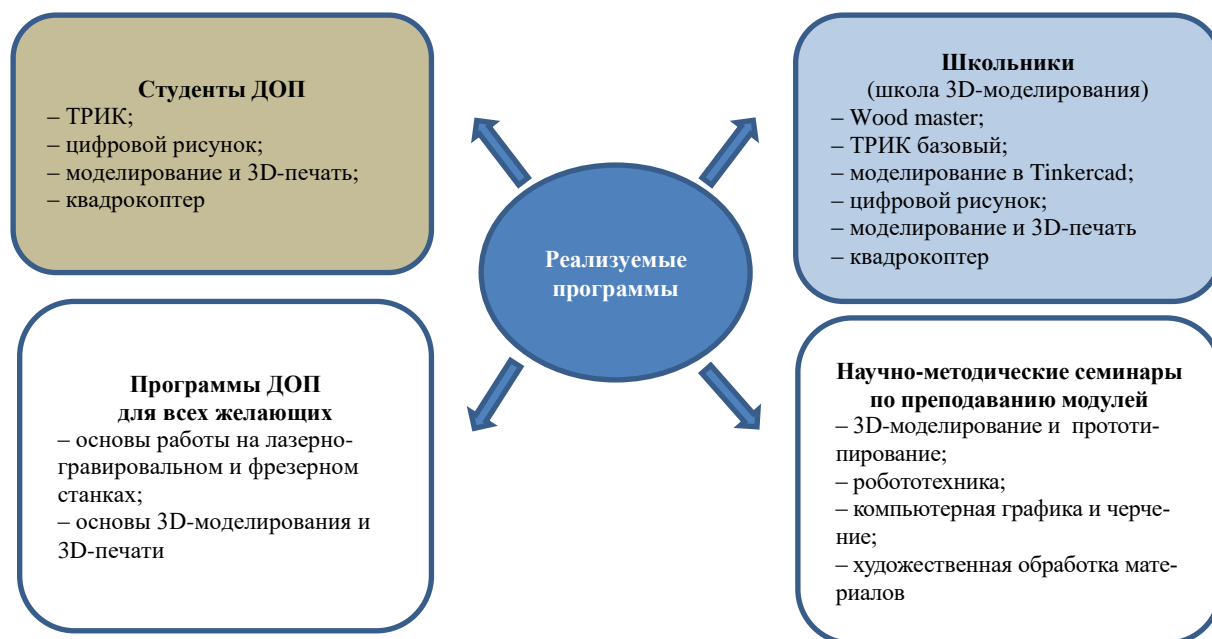 Студенты ДОП
– ТРИК;
– цифровой рисунок;
– моделирование и 3D-печать;
– квадрокоптер
Школьники
(школа 3D-моделирования)
– Wood master;
– ТРИК базовый;
– моделирование в Tinkercad;
– цифровой рисунок;
– моделирование и 3D-печать
– квадрокоптер
Реализуемые
программы
Программы ДОП
для всех желающих
– основы работы на лазерно-
гравировальном и фрезерном
станках;
– основы 3D-моделирования и
3D-печати
Научно-методические семинары
по преподаванию модулей
– 3D-моделирование и прототи-
пирование;
– робототехника;
– компьютерная графика и черче-
ние;
– художественная обработка мате-
риалов